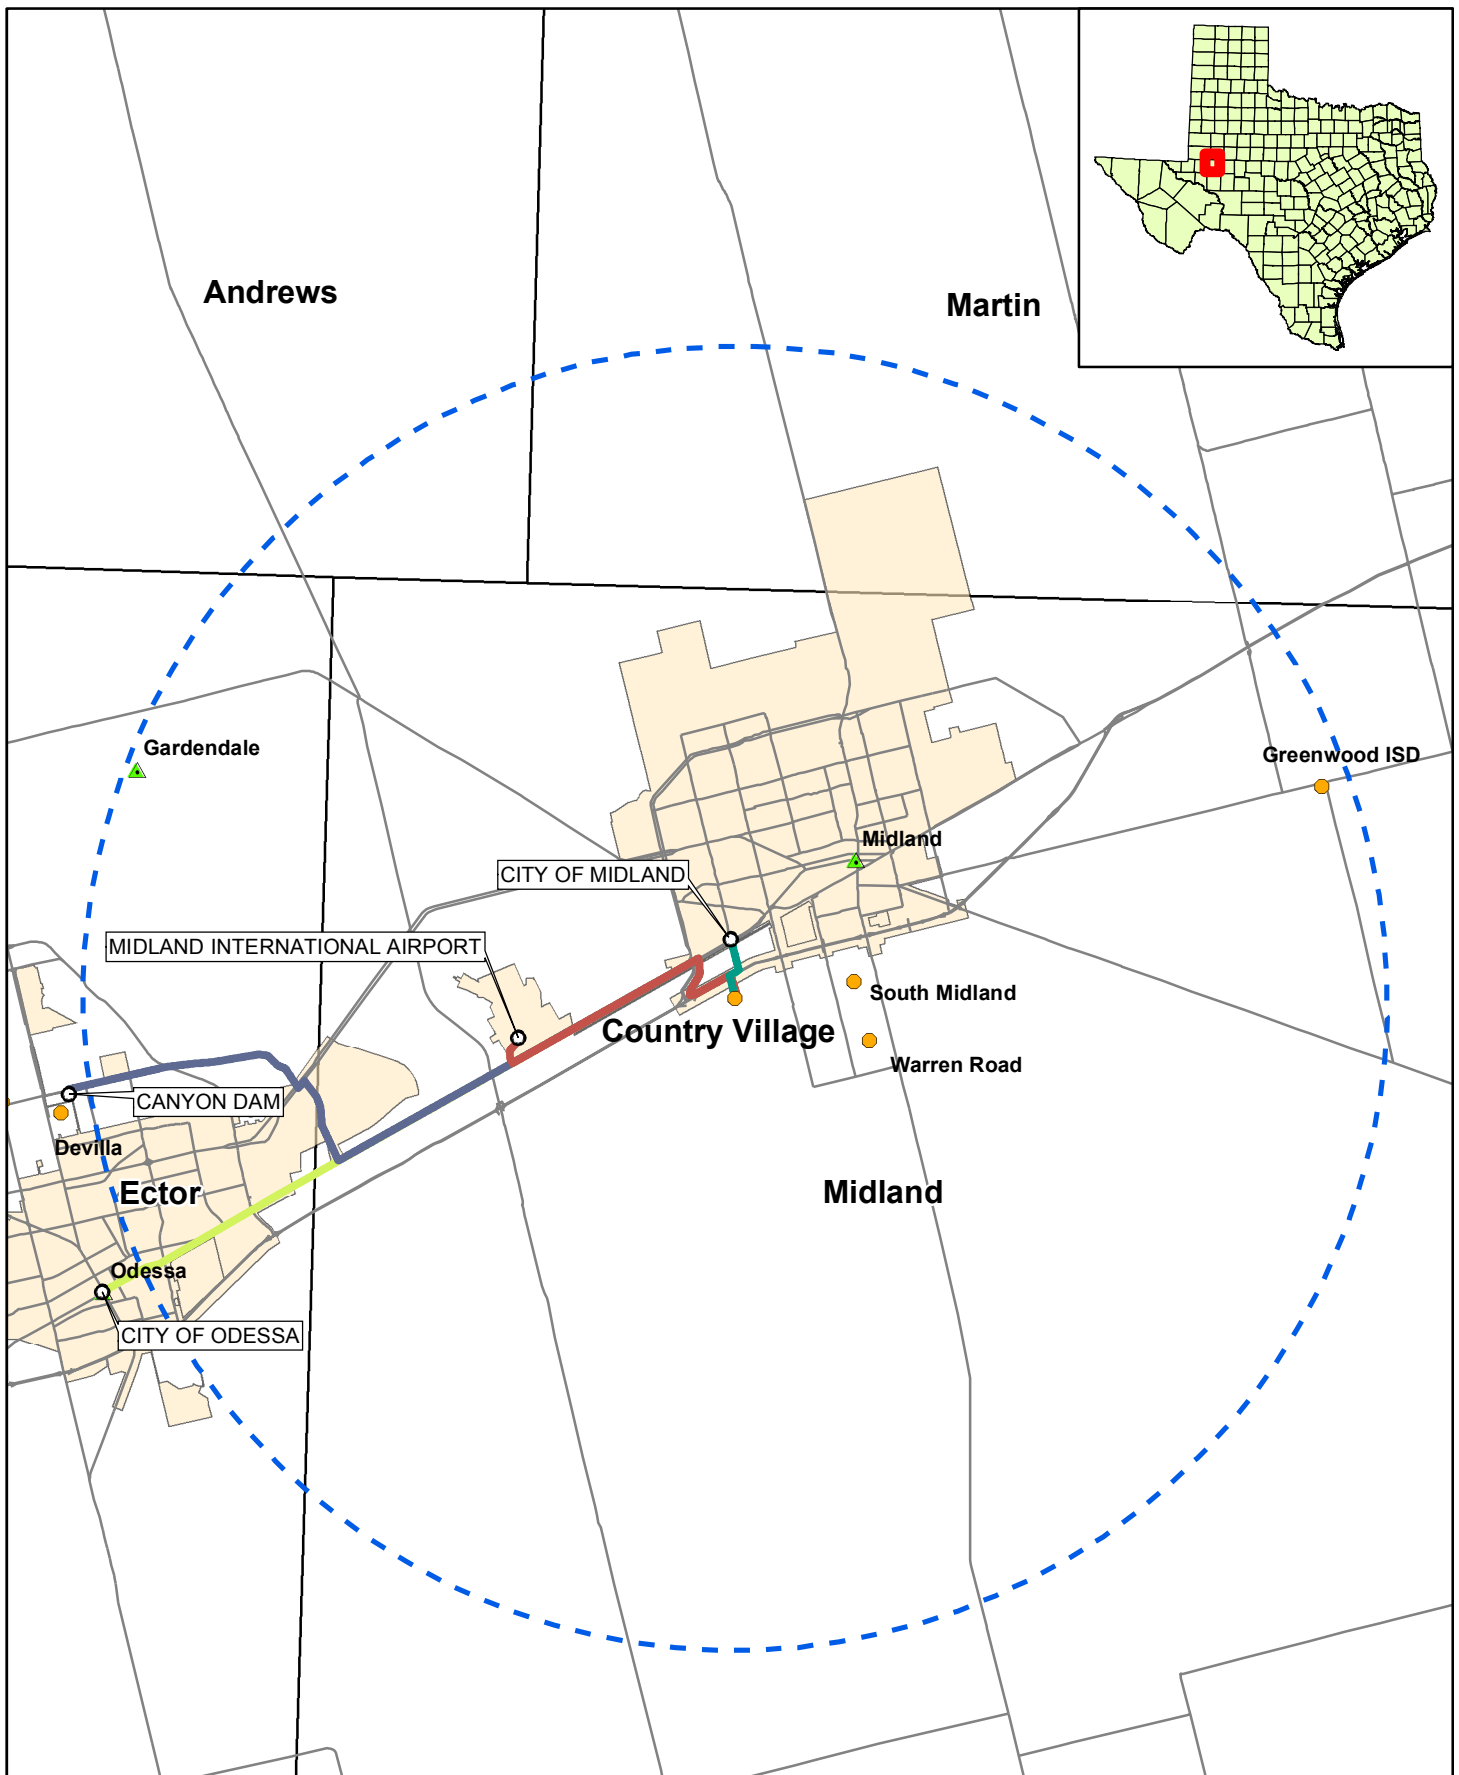 Andrews
Martin
Gardendale
Greenwood ISD
Midland
CITY OF MIDLAND
MIDLAND INTERNATIONAL AIRPORT
South Midland
Country Village
Warren Road
CANYON DAM
Devilla
Ector
Midland
Odessa
CITY OF ODESSA